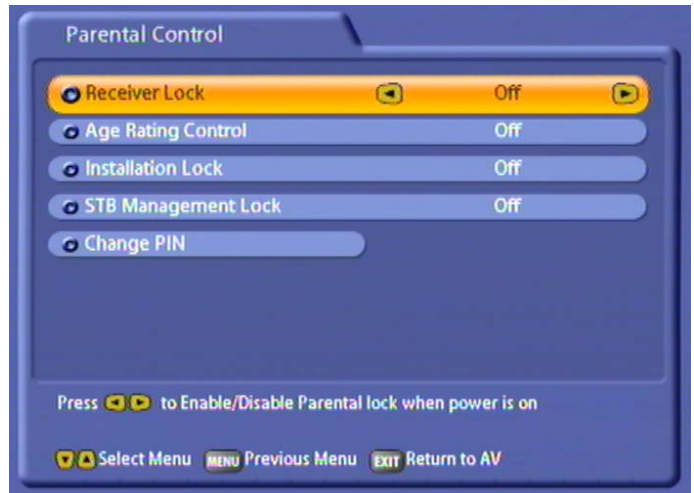 Parental Control
Receiver Lock Off
Age Rating Control Off
Installation Lock Off
STB Management Lock Off
Change PIN
Press to Enable/Disable Parental lock when power is on
Select Menu MENU Previous Menu EXIT Return to AV